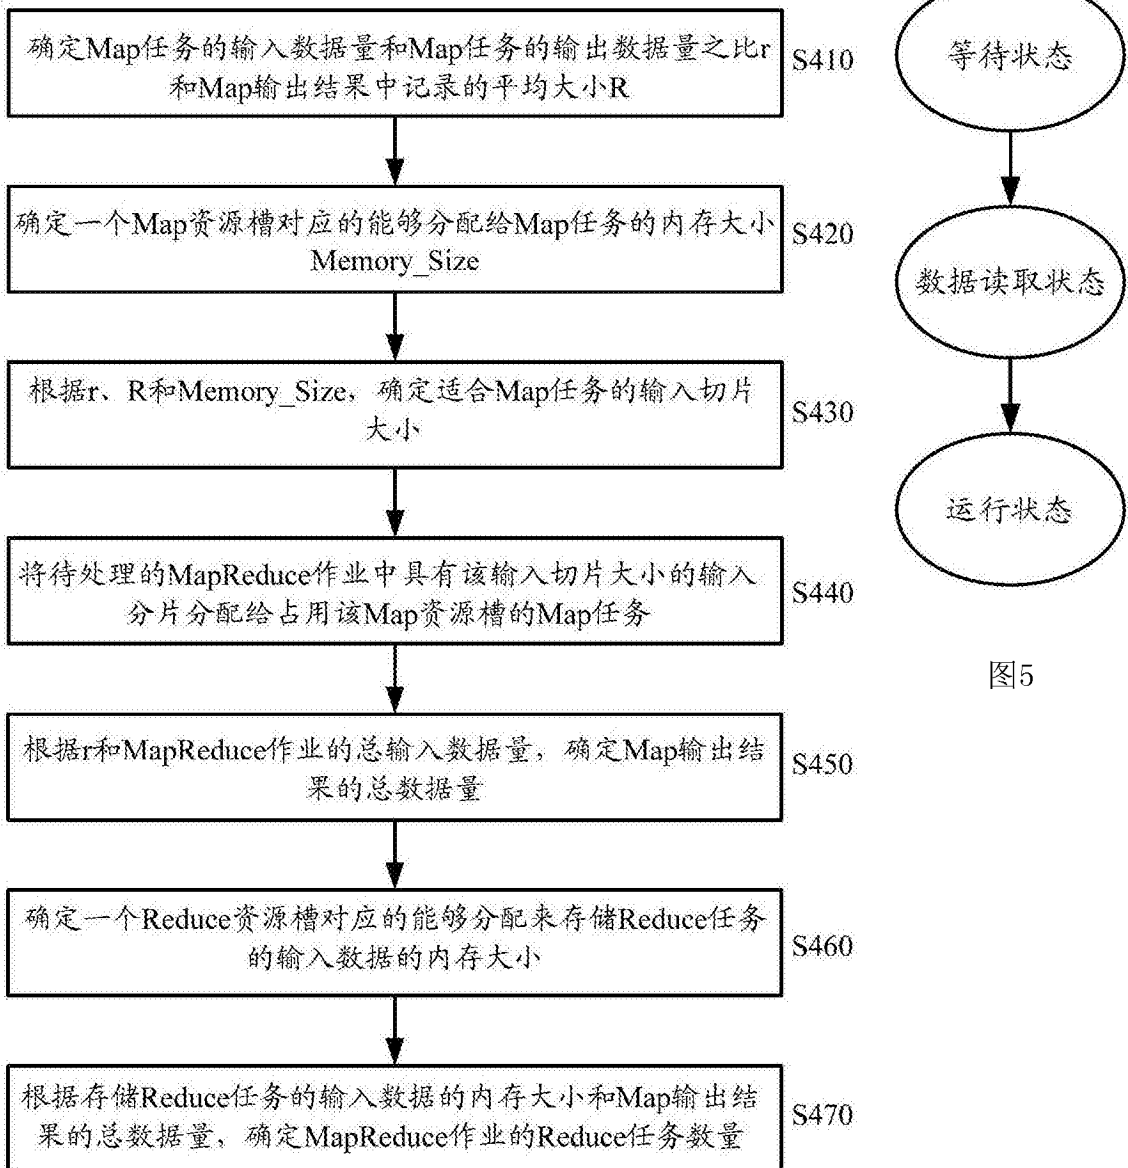 确定Map任务的输入数据量和Map任务的输出数据量之比r
和Map输出结果中记录的平均大小R
S410
确定一个Map资源槽对应的能够分配给Map任务的内存大小
Memory_Size
S420
根据r、R和Memory_Size，确定适合Map任务的输入切片
大小
S430
将待处理的MapReduce作业中具有该输入切片大小的输入
分片分配给占用该Map资源槽的Map任务
S440
根据r和MapReduce作业的总输入数据量，确定Map输出结
果的总数据量
S450
确定一个Reduce资源槽对应的能够分配来存储Reduce任务
的输入数据的内存大小
S460
根据存储Reduce任务的输入数据的内存大小和Map输出结
果的总数据量，确定MapReduce作业的Reduce任务数量
S470
等待状态
数据读取状态
运行状态
图5